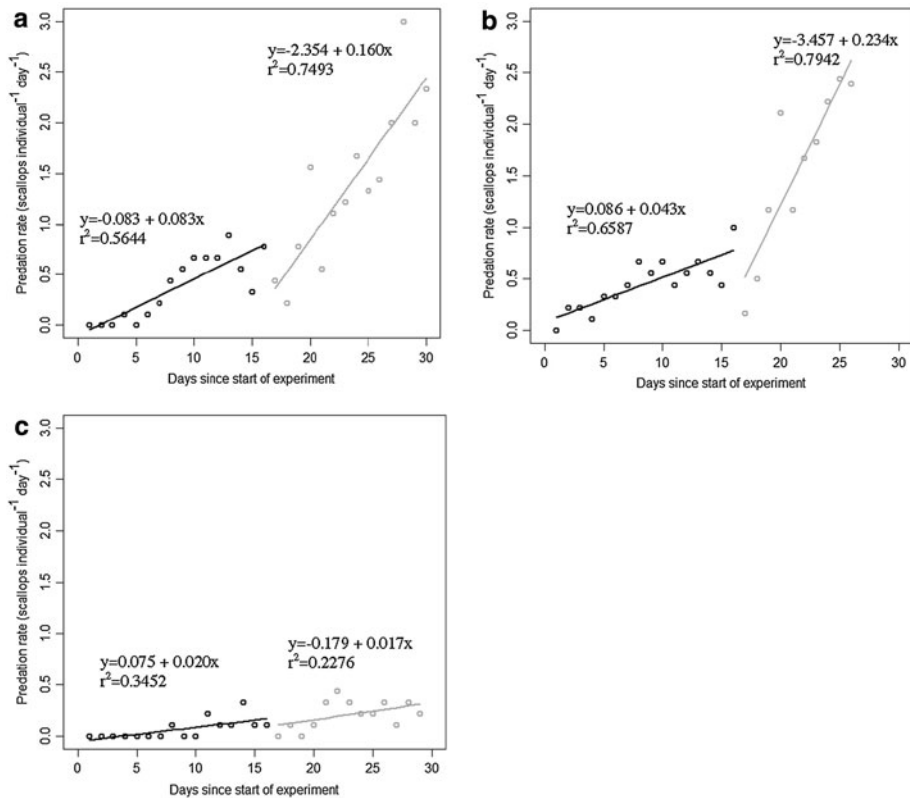 a
Predation rate (scallops individual⁻¹ day⁻¹)
3.0
2.5
2.0
1.5
1.0
0.5
0.0
y=-2.354 + 0.160x
r²=0.7493
y=-0.083 + 0.083x
r²=0.5644
0 5 10 15 20 25 30
Days since start of experiment
b
Predation rate (scallops individual⁻¹ day⁻¹)
3.0
2.5
2.0
1.5
1.0
0.5
0.0
y=-3.457 + 0.234x
r²=0.7942
y=0.086 + 0.043x
r²=0.6587
0 5 10 15 20 25 30
Days since start of experiment
c
Predation rate (scallops individual⁻¹ day⁻¹)
3.0
2.5
2.0
1.5
1.0
0.5
0.0
y=0.075 + 0.020x
r²=0.3452
y=-0.179 + 0.017x
r²=0.2276
0 5 10 15 20 25 30
Days since start of experiment